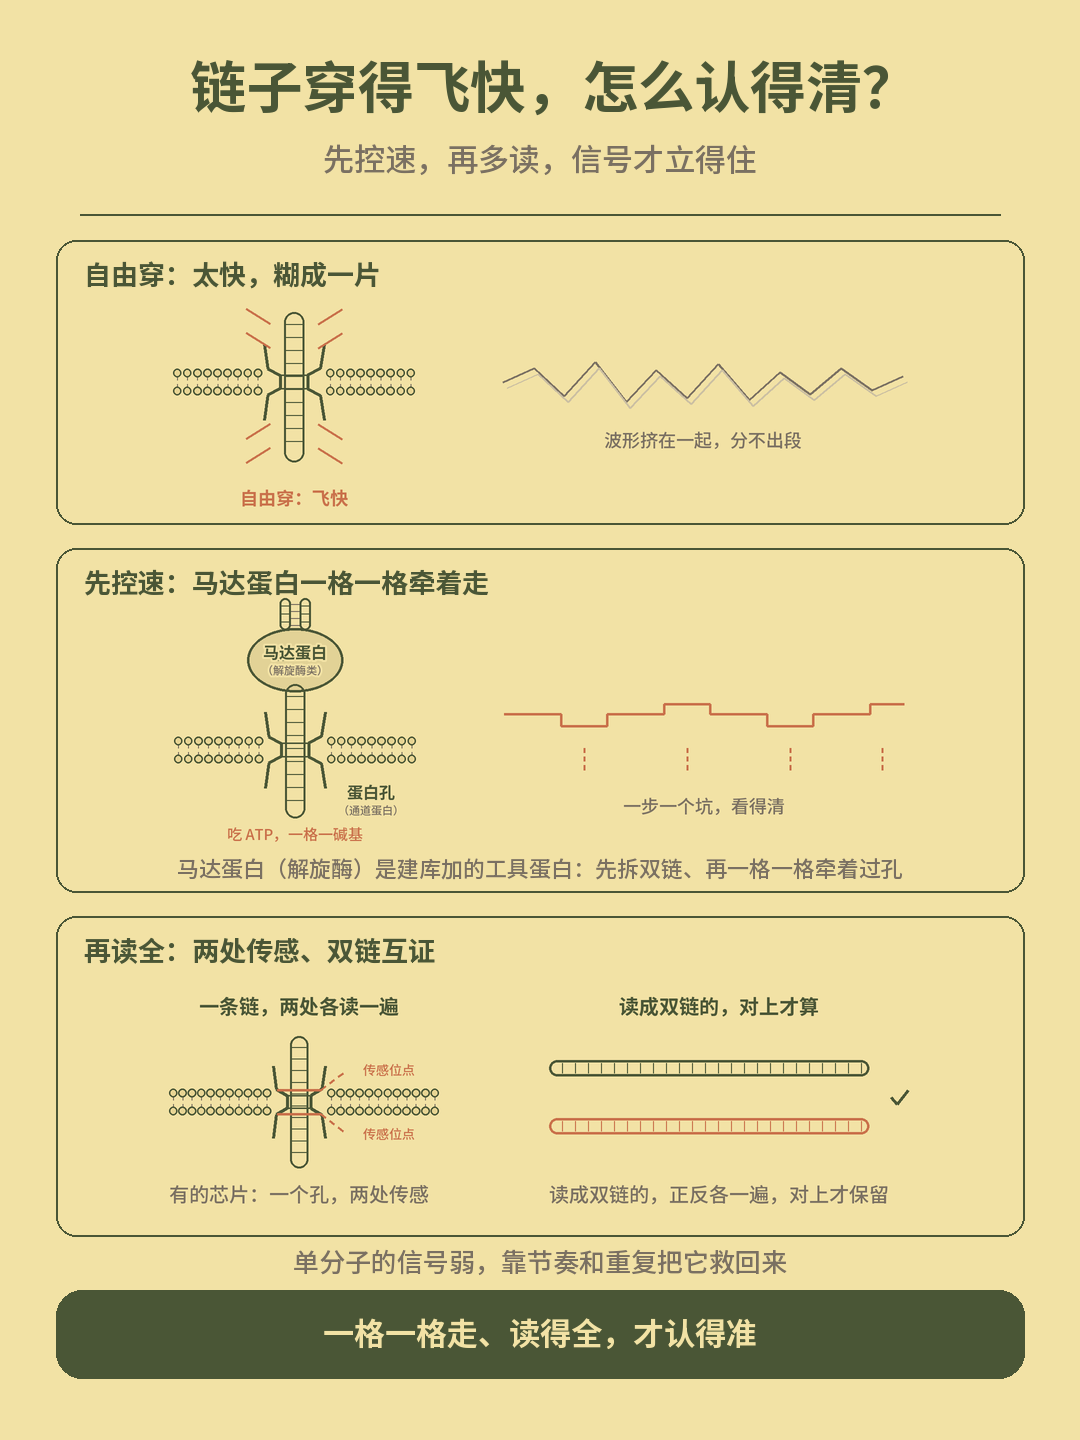 链子穿得飞快，怎么认得清？
先控速，再多读，信号才立得住
自由穿：太快，糊成一片
波形挤在一起，分不出段
自由穿：飞快
先控速：马达蛋白一格一格牵着走
马达蛋白
（解旋酶类）
蛋白孔
（通道蛋白）
一步一个坑，看得清
吃 ATP，一格一碱基
马达蛋白（解旋酶）是建库加的工具蛋白：先拆双链、再一格一格牵着过孔
再读全：两处传感、双链互证
一条链，两处各读一遍
读成双链的，对上才算
传感位点
传感位点
有的芯片：一个孔，两处传感
读成双链的，正反各一遍，对上才保留
单分子的信号弱，靠节奏和重复把它救回来
一格一格走、读得全，才认得准